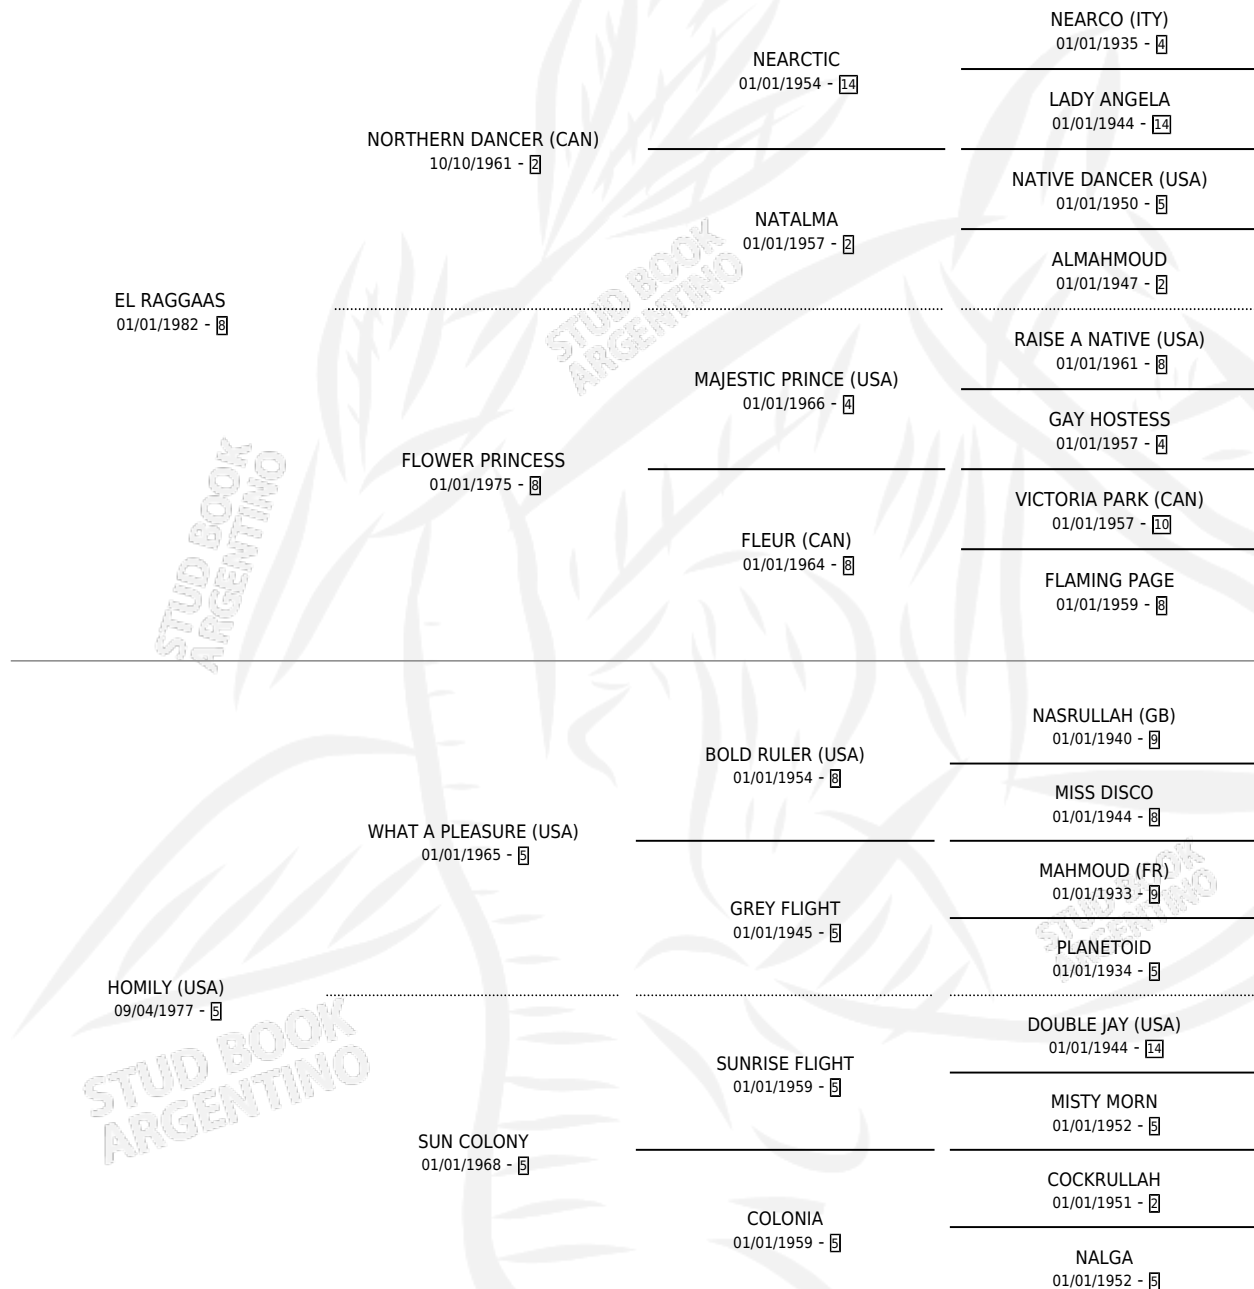 NEARCO (ITY)
01/01/1935 - 4
NEARCTIC
01/01/1954 - 14
LADY ANGELA
01/01/1944 - 14
NORTHERN DANCER (CAN)
10/10/1961 - 2
NATIVE DANCER (USA)
01/01/1950 - 5
NATALMA
01/01/1957 - 2
ALMAHMOUD
01/01/1947 - 2
EL RAGGAAS
01/01/1982 - 8
RAISE A NATIVE (USA)
01/01/1961 - 8
MAJESTIC PRINCE (USA)
01/01/1966 - 4
GAY HOSTESS
01/01/1957 - 4
FLOWER PRINCESS
01/01/1975 - 8
VICTORIA PARK (CAN)
01/01/1957 - 10
FLEUR (CAN)
01/01/1964 - 8
FLAMING PAGE
01/01/1959 - 8
NASRULLAH (GB)
01/01/1940 - 9
BOLD RULER (USA)
01/01/1954 - 8
MISS DISCO
01/01/1944 - 8
WHAT A PLEASURE (USA)
01/01/1965 - 5
MAHMOUD (FR)
01/01/1933 - 9
GREY FLIGHT
01/01/1945 - 5
PLANETOID
01/01/1934 - 5
HOMILY (USA)
09/04/1977 - 5
DOUBLE JAY (USA)
01/01/1944 - 14
SUNRISE FLIGHT
01/01/1959 - 5
MISTY MORN
01/01/1952 - 5
SUN COLONY
01/01/1968 - 5
COCKRULLAH
01/01/1951 - 2
COLONIA
01/01/1959 - 5
NALGA
01/01/1952 - 5
STUD BOOK
ARGENTINO
STUD BOOK
ARGENTINO
STUD BOOK
ARGENTINO
STUD BOOK
ARGENTINO